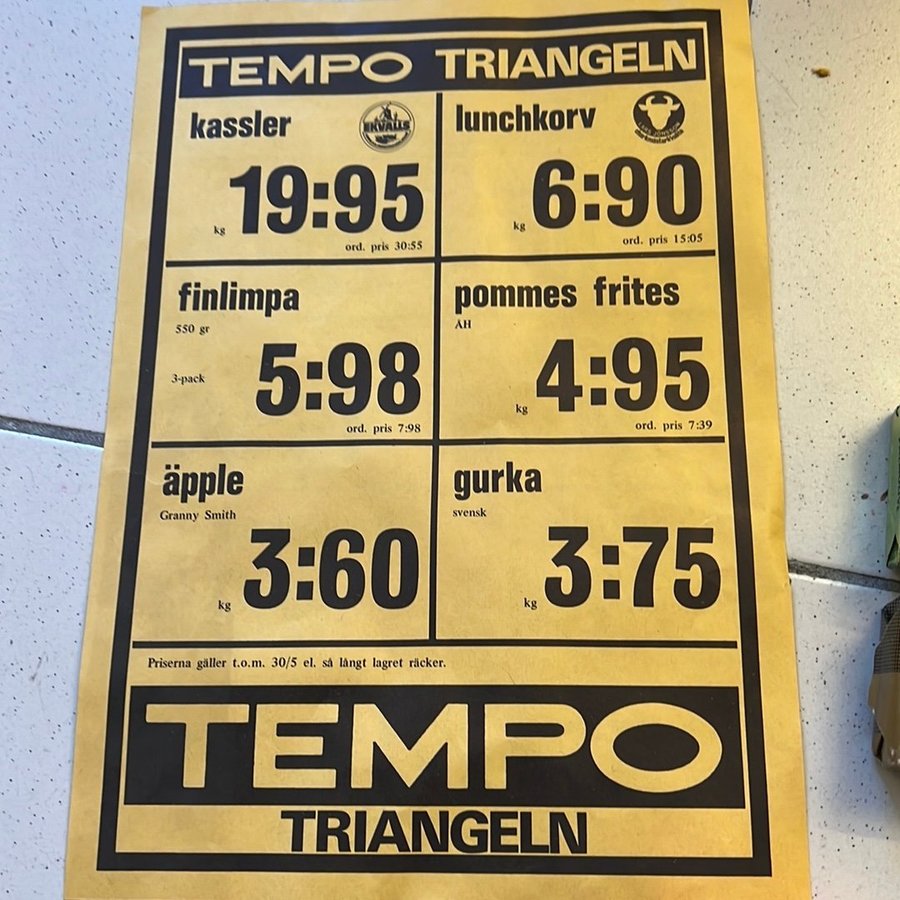 TEMPO TRIANGELN
kassler
EKVALLS
kg 19:95
ord. pris 30:55
lunchkorv
LARS JÖNSSON
kg 6:90
ord. pris 15:05
finlimpa
550 gr
3-pack 5:98
ord. pris 7:98
pommes frites
ÅH
kg 4:95
ord. pris 7:39
äpple
Granny Smith
kg 3:60
gurka
svensk
kg 3:75
Priserna gäller t.o.m. 30/5 el. så långt lagret räcker.
TEMPO
TRIANGELN